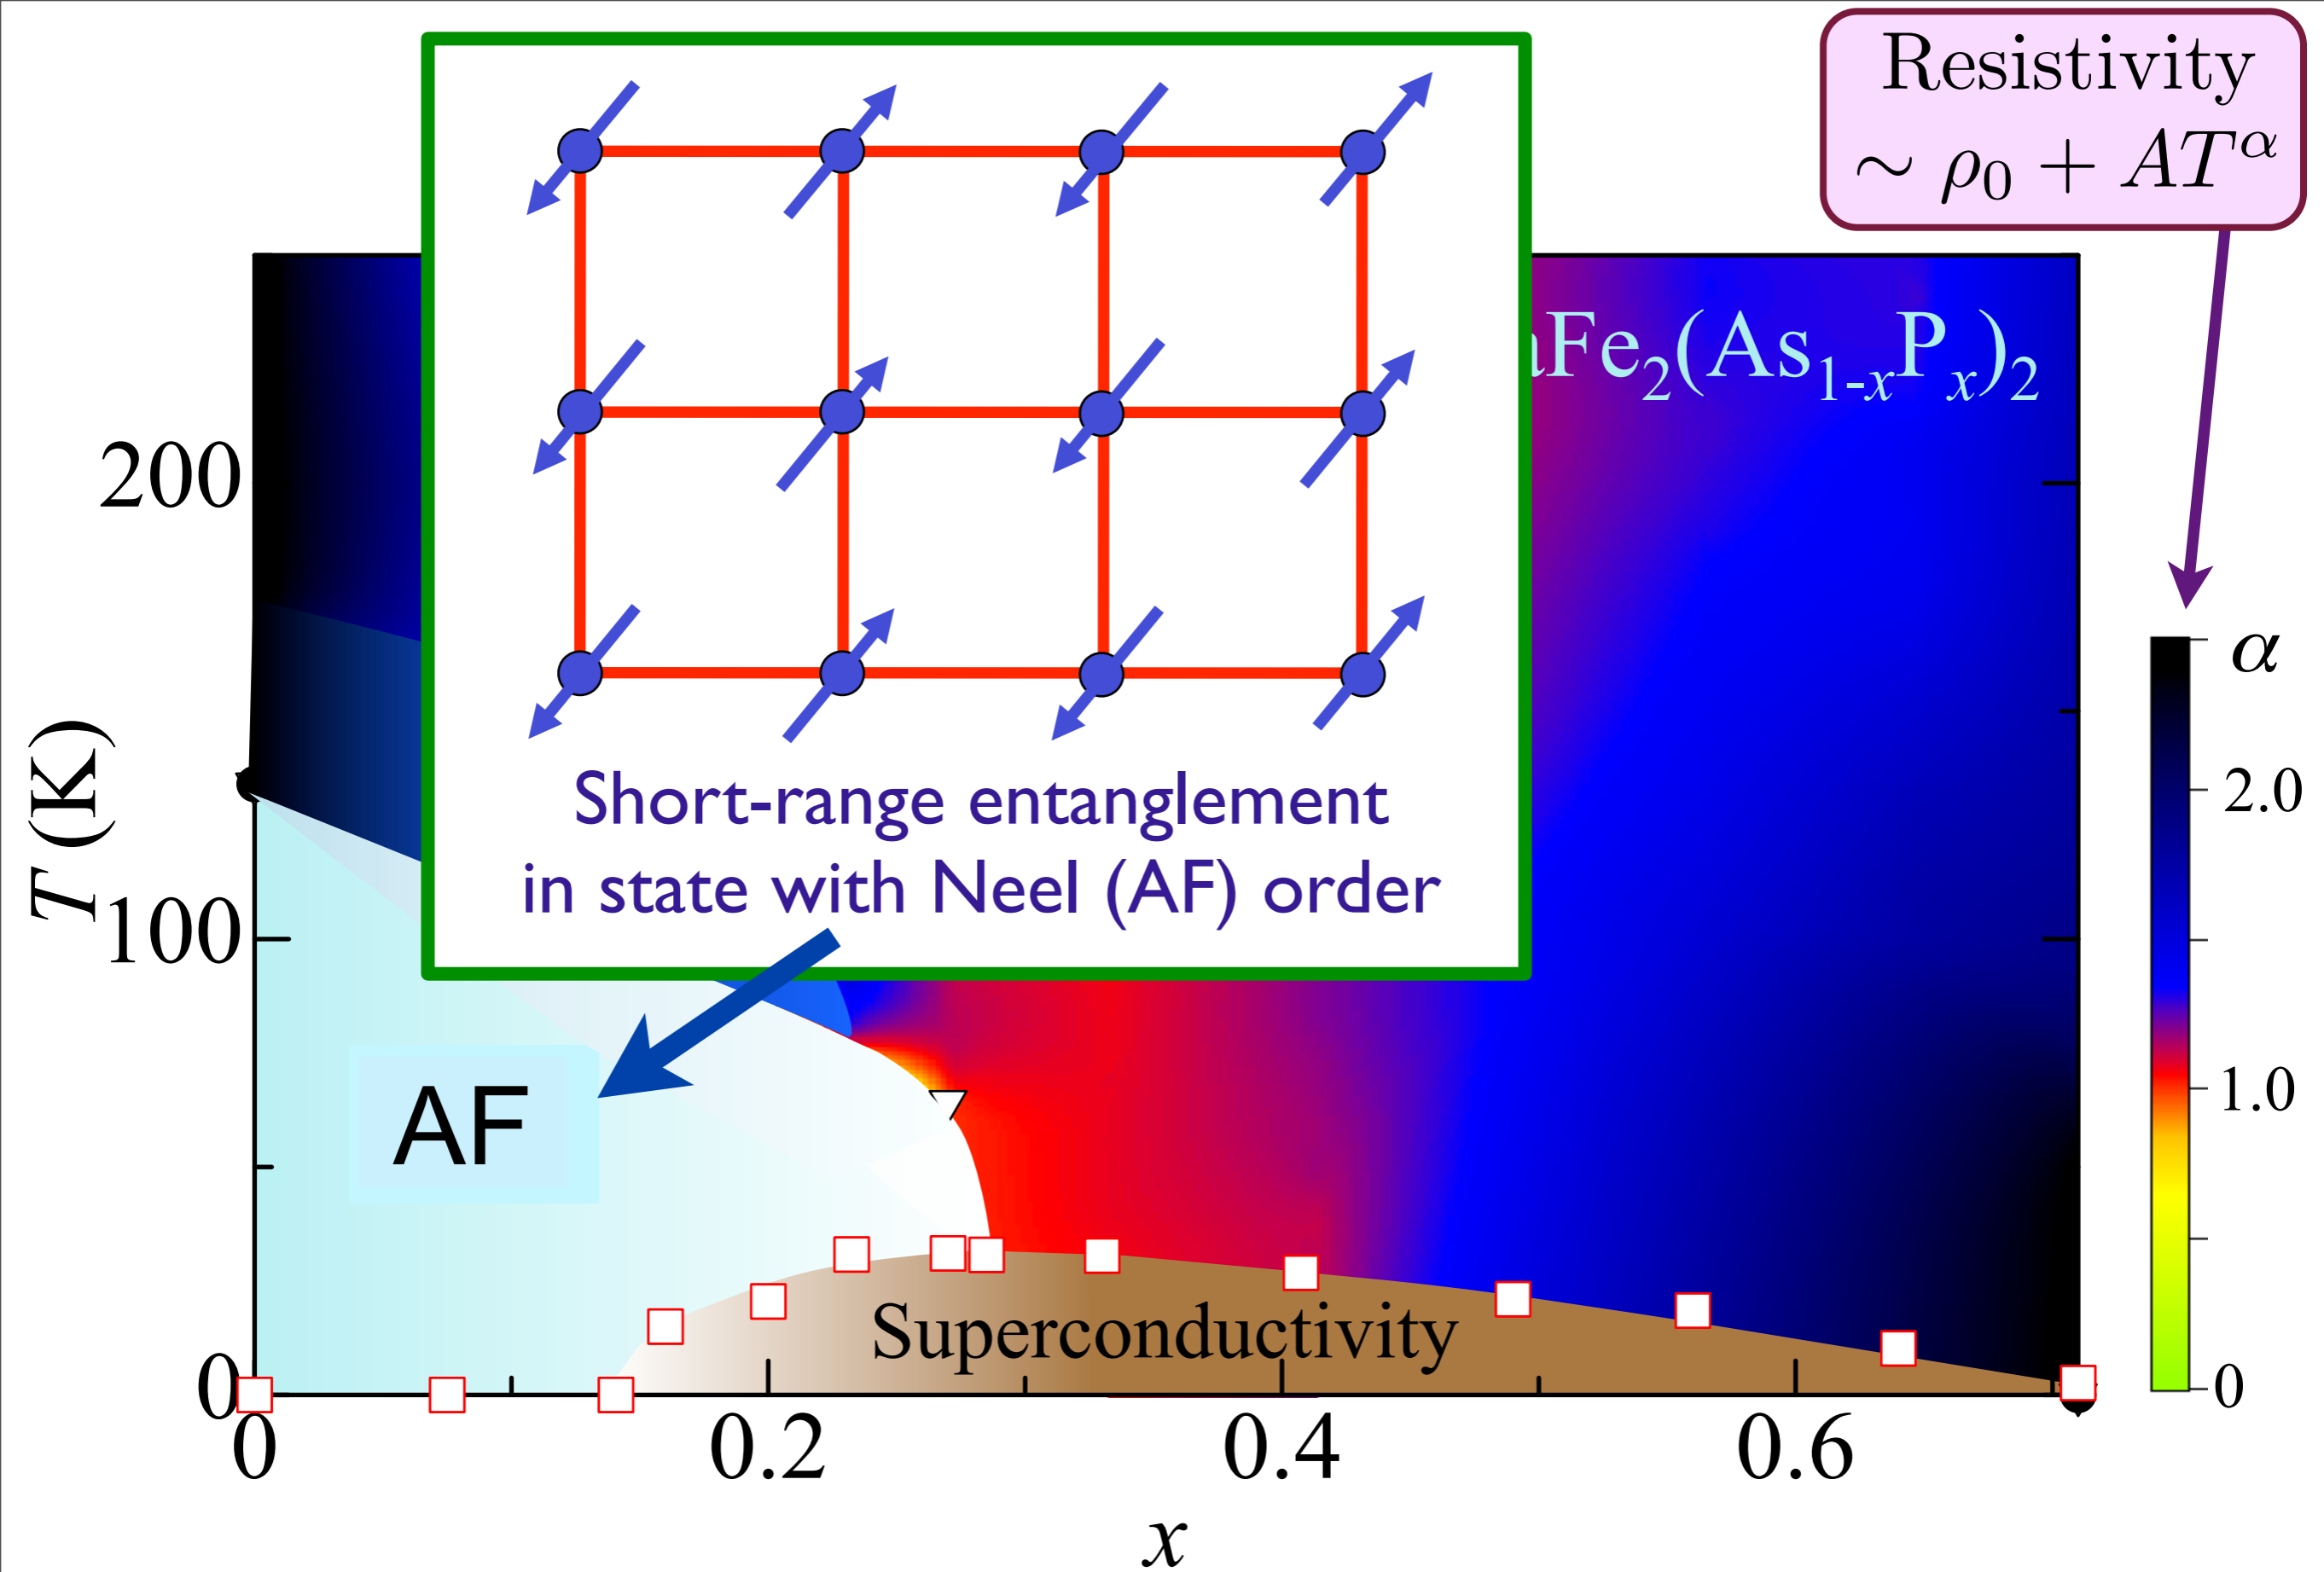 Resistivity
∼ ρ₀ + ATᵅ
aFe₂(As₁₋ₓPₓ)₂
200
α
2.0
T (K)
Short-range entanglement
in state with Neel (AF) order
100
1.0
AF
Superconductivity
0
0
0
0.2
0.4
0.6
x